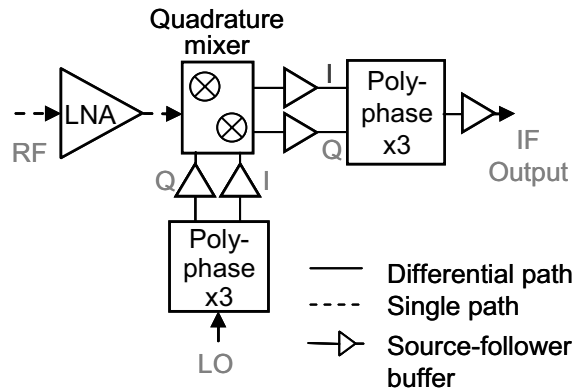 Quadrature
mixer
LNA
RF
I
Q
Poly-
phase
x3
IF
Output
Q
I
Poly-
phase
x3
LO
Differential path
Single path
Source-follower
buffer